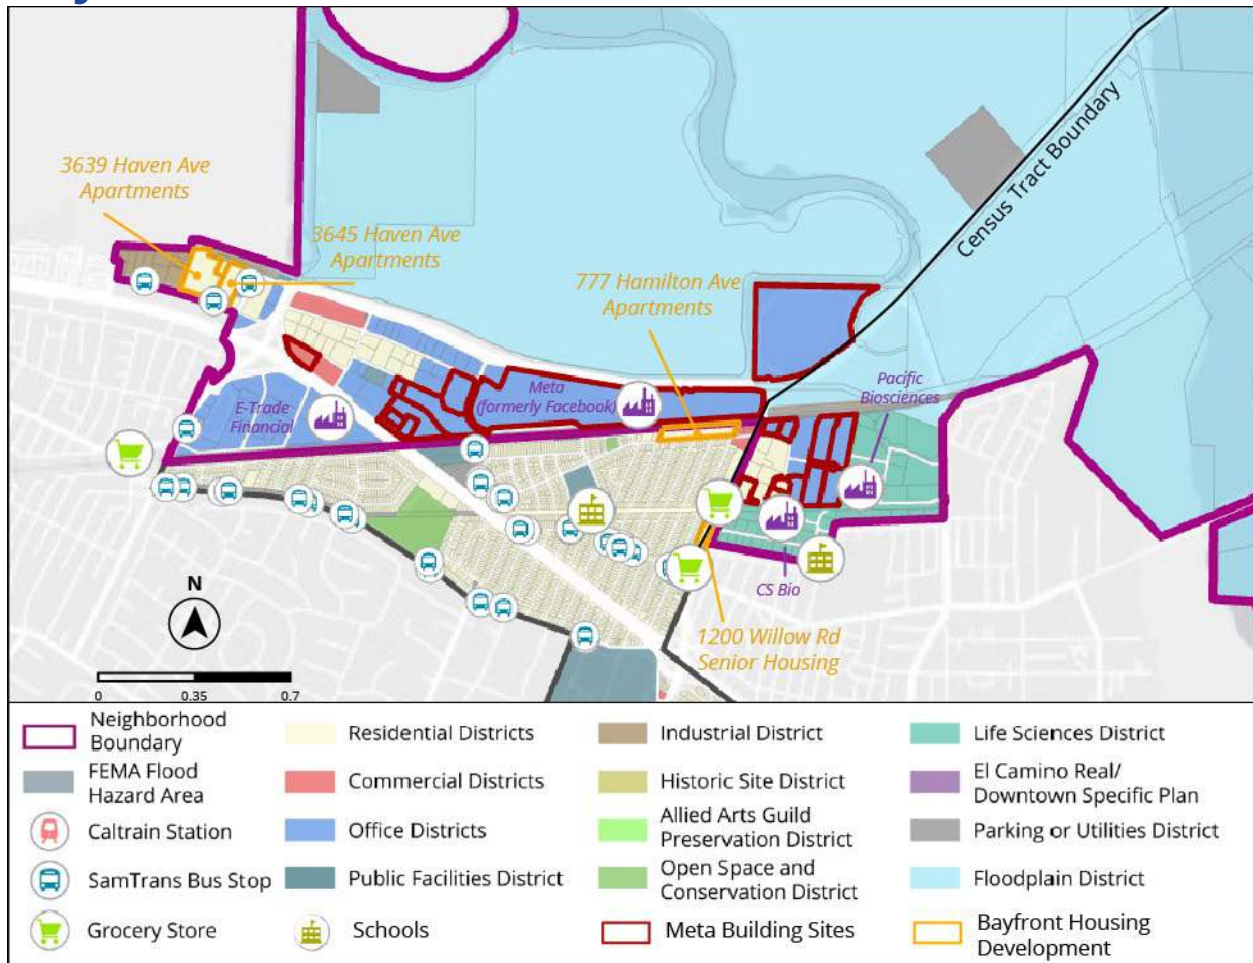 3639 Haven Ave
Apartments
3645 Haven Ave
Apartments
777 Hamilton Ave
Apartments
Census Tract Boundary
Pacific
Biosciences
Meta
(formerly Facebook)
E-Trade
Financial
CS Bio
1200 Willow Rd
Senior Housing
N
0 0.35 0.7
Neighborhood
Boundary
FEMA Flood
Hazard Area
Caltrain Station
SamTrans Bus Stop
Grocery Store
Residential Districts
Commercial Districts
Office Districts
Public Facilities District
Schools
Industrial District
Historic Site District
Allied Arts Guild
Preservation District
Open Space and
Conservation District
Meta Building Sites
Life Sciences District
El Camino Real/
Downtown Specific Plan
Parking or Utilities District
Floodplain District
Bayfront Housing
Development